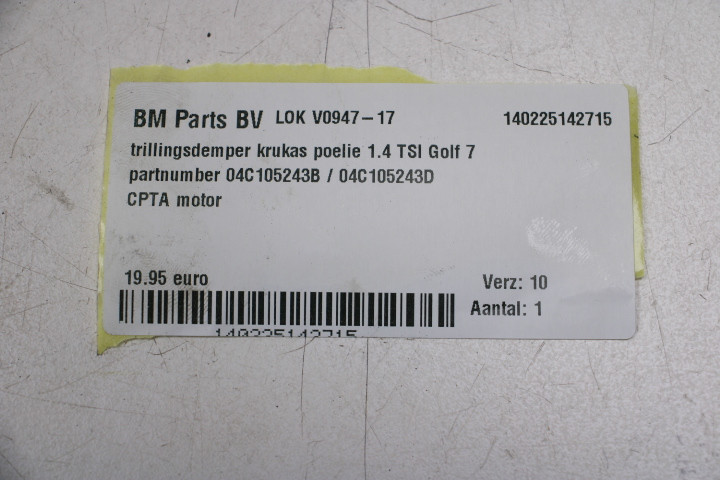 BM Parts BV LOK V0947-17 140225142715
trillingsdemper krukas poelie 1.4 TSI Golf 7
partnumber 04C105243B / 04C105243D
CPTA motor
19.95 euro Verz: 10
Aantal: 1
140225142715